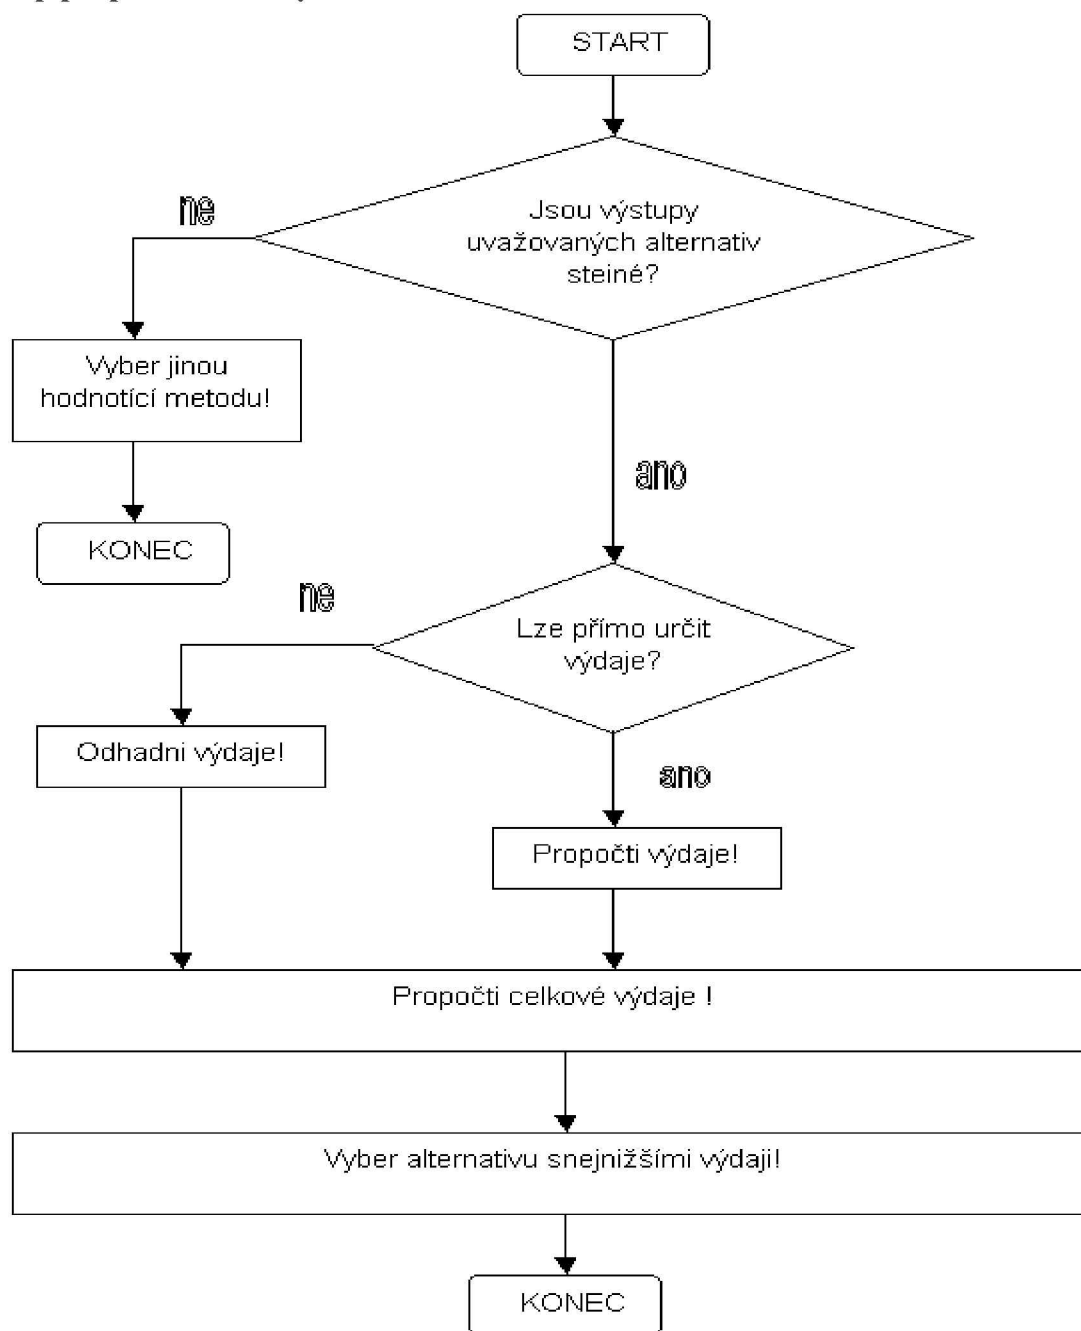 START
ne
Jsou výstupy
uvažovaných alternativ
steiné?
Vyber jinou
hodnotící metodu!
ano
KONEC
ne
Lze přímo určit
výdaje?
Odhadni výdaje!
ano
Propočti výdaje!
Propočti celkové výdaje !
Vyber alternativu snejnižšími výdaji!
KONEC